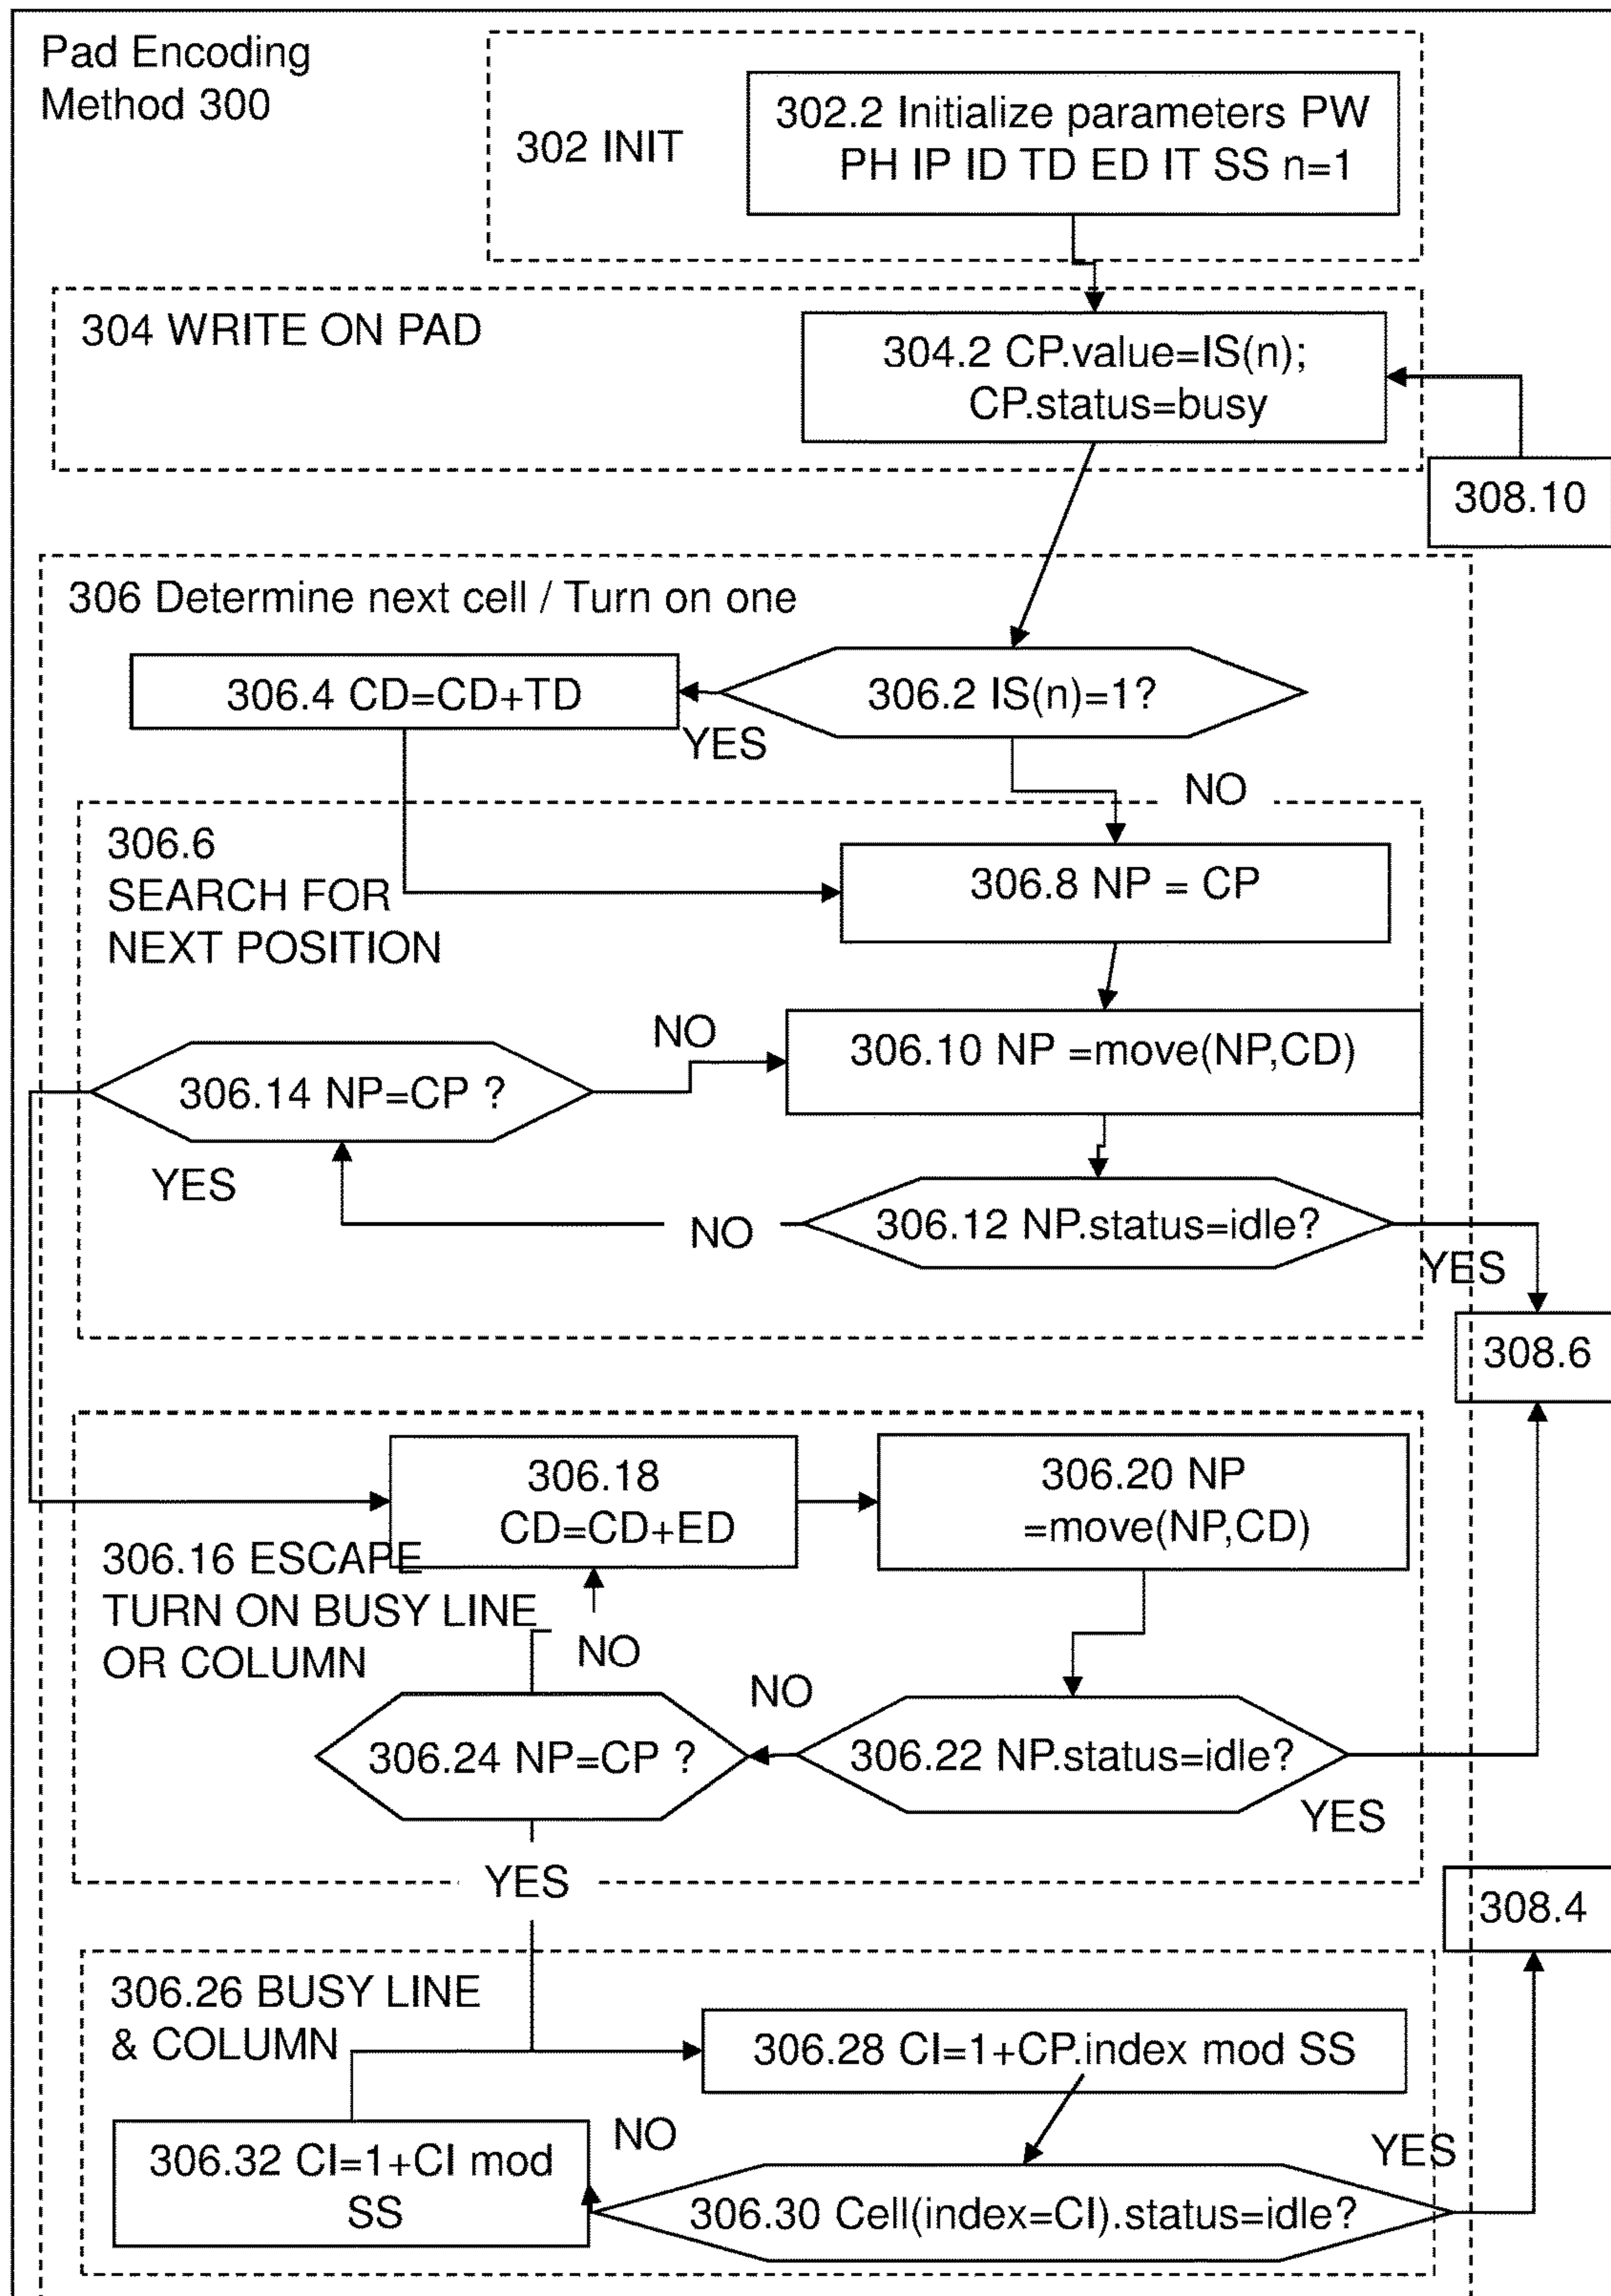 Pad Encoding
Method 300
302 INIT
302.2 Initialize parameters PW
PH IP ID TD ED IT SS n=1
304 WRITE ON PAD
304.2 CP.value=IS(n);
CP.status=busy
308.10
306 Determine next cell / Turn on one
306.4 CD=CD+TD
306.2 IS(n)=1?
YES
NO
306.6
SEARCH FOR
NEXT POSITION
306.8 NP = CP
NO
306.10 NP =move(NP,CD)
306.14 NP=CP ?
YES
NO
306.12 NP.status=idle?
YES
308.6
306.18
CD=CD+ED
306.20 NP
=move(NP,CD)
306.16 ESCAPE
TURN ON BUSY LINE
OR COLUMN
NO
NO
306.24 NP=CP ?
306.22 NP.status=idle?
YES
YES
308.4
306.26 BUSY LINE
& COLUMN
306.28 CI=1+CP.index mod SS
NO
YES
306.32 CI=1+CI mod
SS
306.30 Cell(index=CI).status=idle?